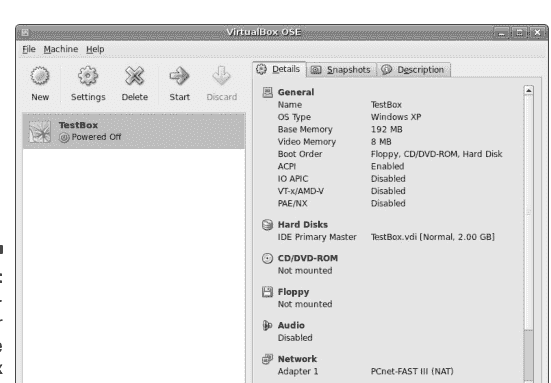 VirtualBox OSE
File Machine Help
New Settings Delete Start Discard
TestBox
Powered Off
Details Snapshots Description
General
Name TestBox
OS Type Windows XP
Base Memory 192 MB
Video Memory 8 MB
Boot Order Floppy, CD/DVD-ROM, Hard Disk
ACPI Enabled
IO APIC Disabled
VT-x/AMD-V Disabled
PAE/NX Disabled
Hard Disks
IDE Primary Master TestBox.vdi [Normal, 2.00 GB]
CD/DVD-ROM
Not mounted
Floppy
Not mounted
Audio
Disabled
Network
Adapter 1 PCnet-FAST III (NAT)